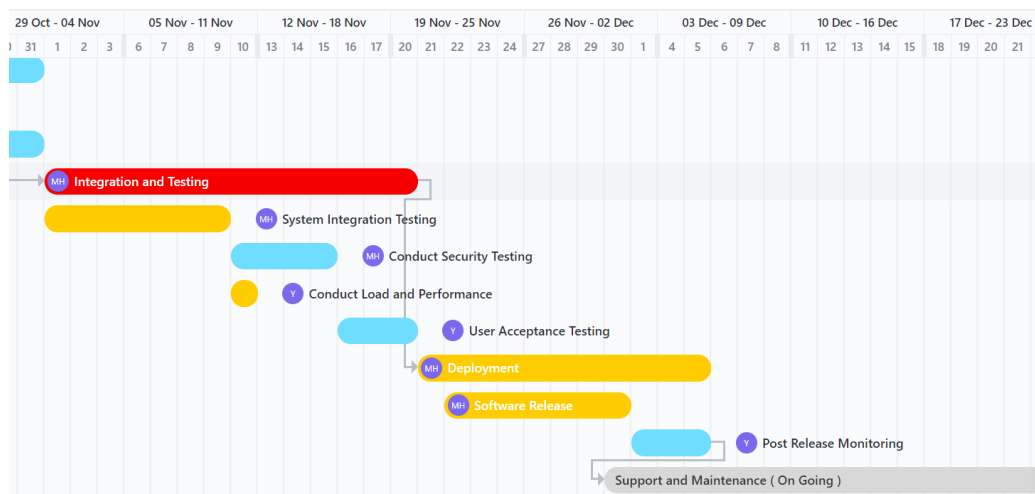 29 Oct - 04 Nov 05 Nov - 11 Nov 12 Nov - 18 Nov 19 Nov - 25 Nov 26 Nov - 02 Dec 03 Dec - 09 Dec 10 Dec - 16 Dec 17 Dec - 23 Dec
31 1 2 3 6 7 8 9 10 13 14 15 16 17 20 21 22 23 24 27 28 29 30 1 4 5 6 7 8 11 12 13 14 15 18 19 20 21
MH Integration and Testing
MH System Integration Testing
MH Conduct Security Testing
Y Conduct Load and Performance
Y User Acceptance Testing
MH Deployment
MH Software Release
Y Post Release Monitoring
Support and Maintenance ( On Going )